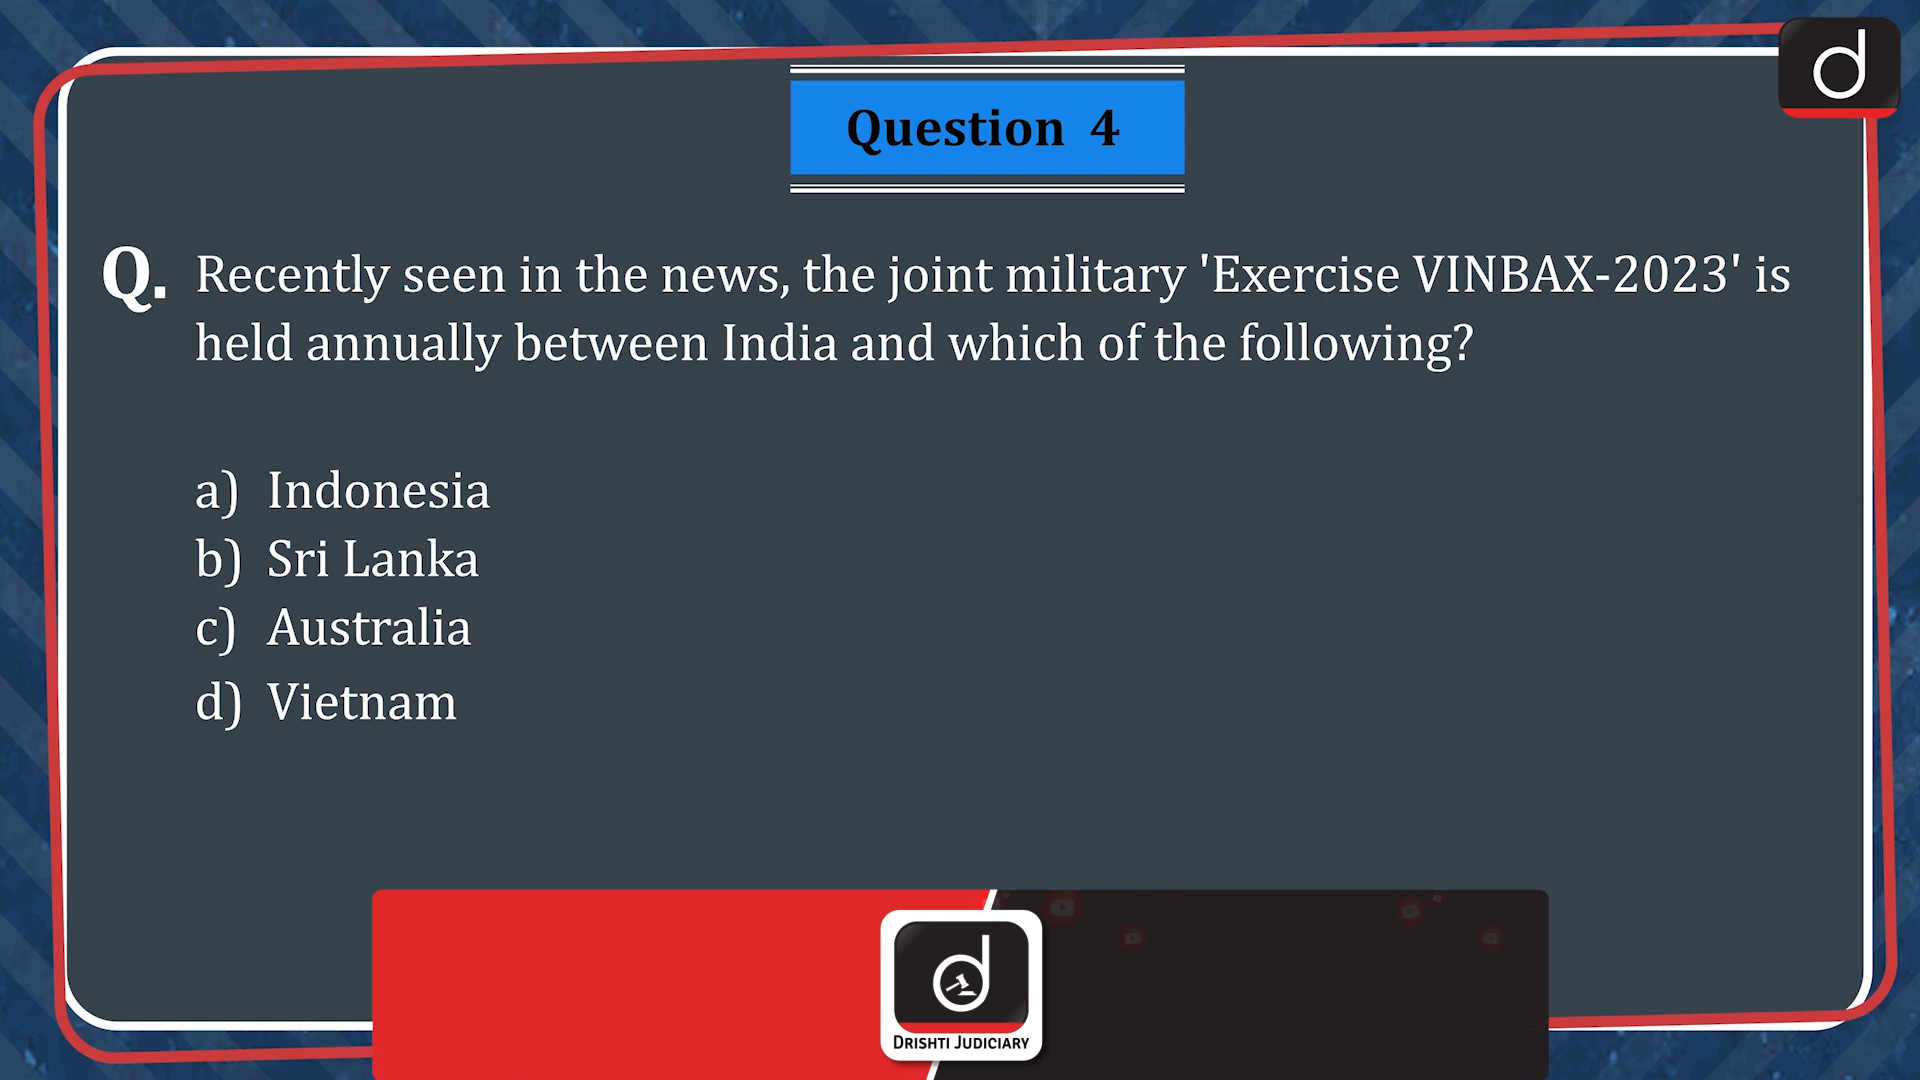 d
Question 4
Q. Recently seen in the news, the joint military 'Exercise VINBAX-2023' is
held annually between India and which of the following?
a) Indonesia
b) Sri Lanka
c) Australia
d) Vietnam
d
DRISHTI JUDICIARY